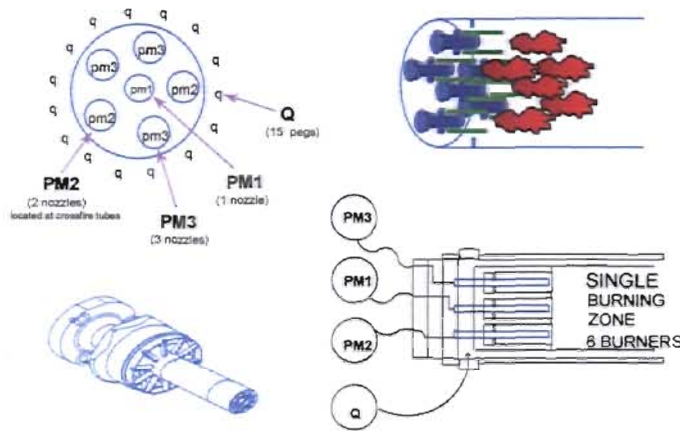 q q q
q q
q pm3 q
pm3
q q
pm1 pm2
q q
pm2 Q
q pm3 q (15 pegs)
q q
q q q
PM2 PM1
(2 nozzles) (1 nozzle)
located at crossfire tubes
PM3
(3 nozzles)
PM3
PM1
PM2
Q
SINGLE
BURNING
ZONE
6 BURNERS